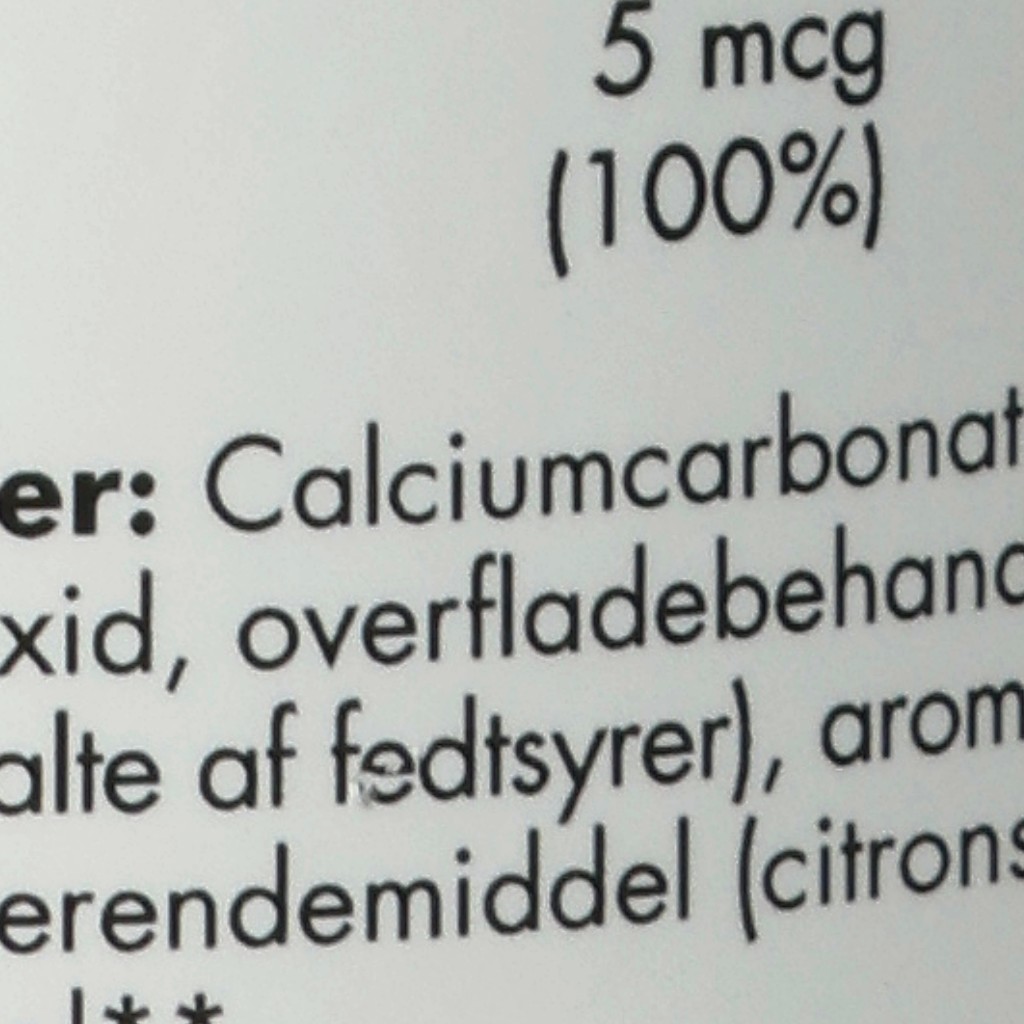 5 mcg
(100%)
er: Calciumcarbonat
xid, overfladebehand
alte af fedtsyrer), arom
erendemiddel (citrons
l**